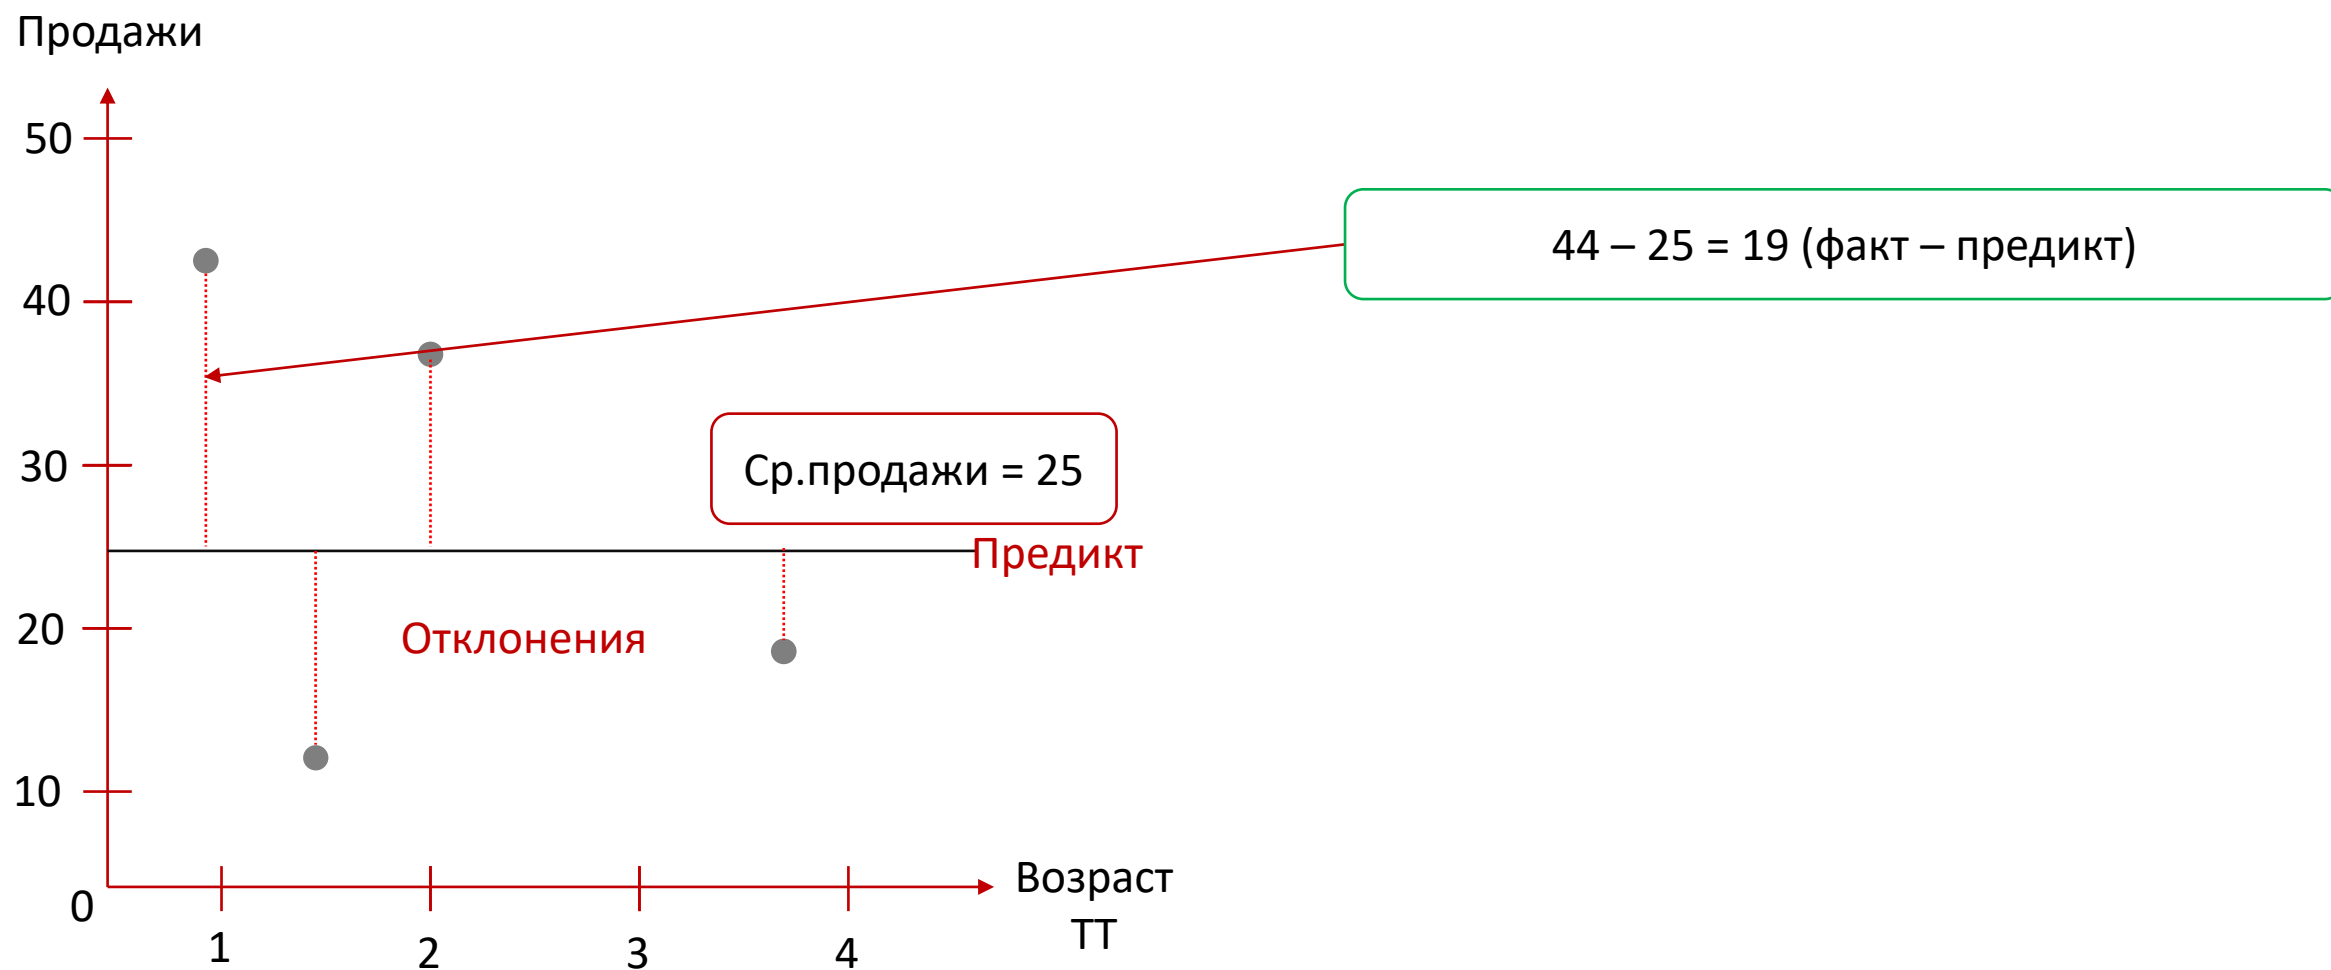 Продажи
50
44 – 25 = 19 (факт – предикт)
40
30
Ср.продажи = 25
Предикт
20
Отклонения
10
Возраст
ТТ
0
1
2
3
4